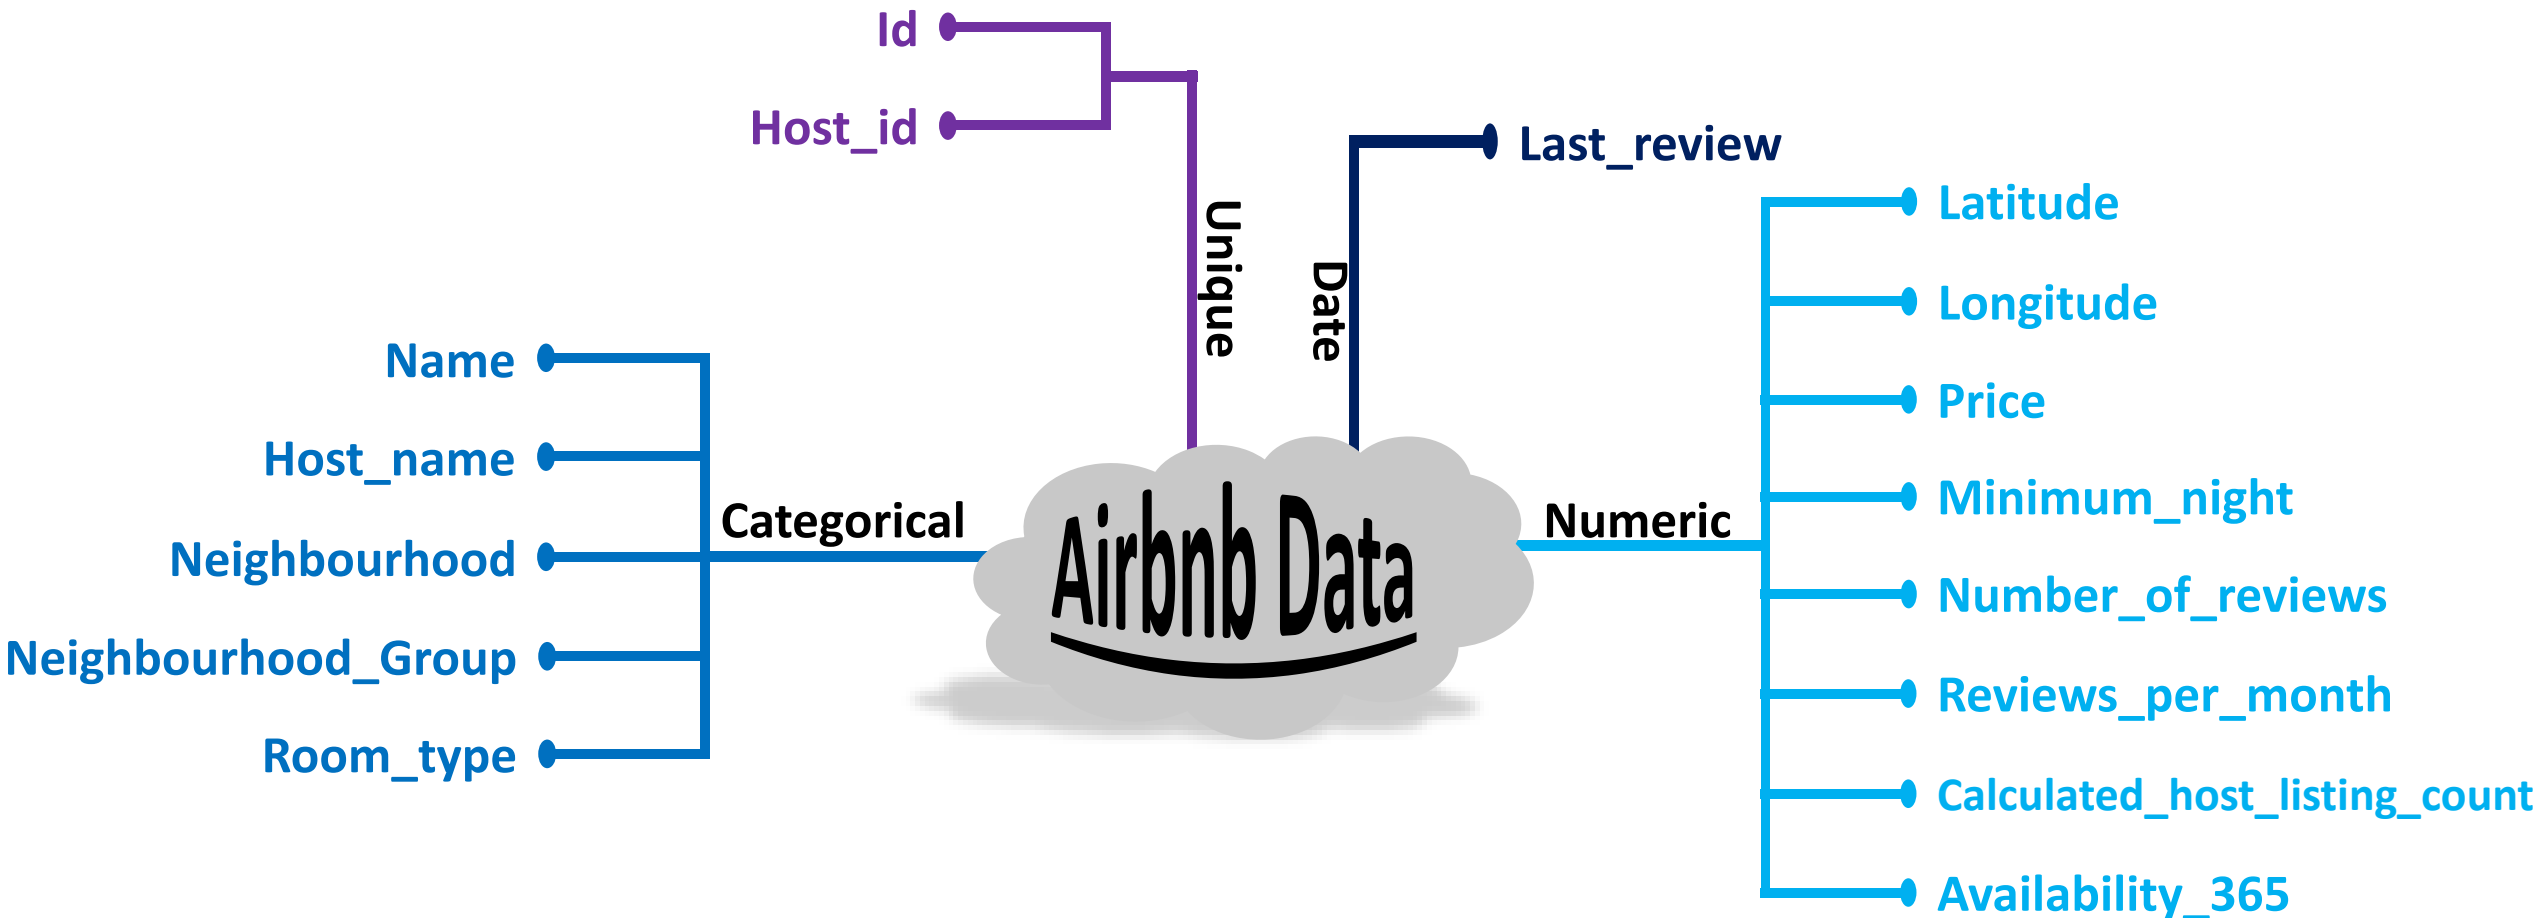 Id
Host_id
Unique
Date
Last_review
Name
Host_name
Neighbourhood
Neighbourhood_Group
Room_type
Categorical
Airbnb Data
Numeric
Latitude
Longitude
Price
Minimum_night
Number_of_reviews
Reviews_per_month
Calculated_host_listing_count
Availability_365